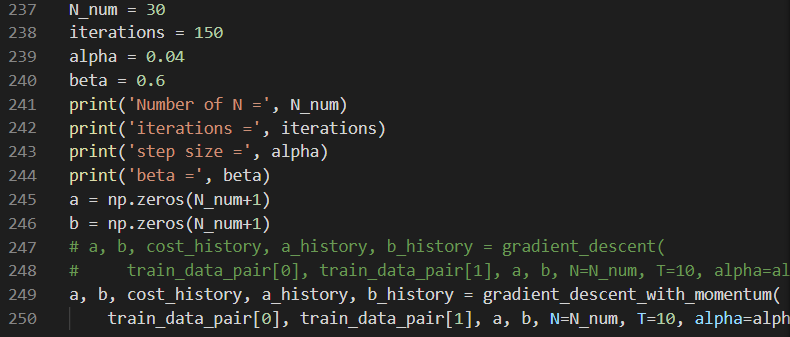 237 N_num = 30
238 iterations = 150
239 alpha = 0.04
240 beta = 0.6
241 print('Number of N =', N_num)
242 print('iterations =', iterations)
243 print('step size =', alpha)
244 print('beta =', beta)
245 a = np.zeros(N_num+1)
246 b = np.zeros(N_num+1)
247 # a, b, cost_history, a_history, b_history = gradient_descent(
248 #     train_data_pair[0], train_data_pair[1], a, b, N=N_num, T=10, alpha=al
249 a, b, cost_history, a_history, b_history = gradient_descent_with_momentum(
250     train_data_pair[0], train_data_pair[1], a, b, N=N_num, T=10, alpha=alph